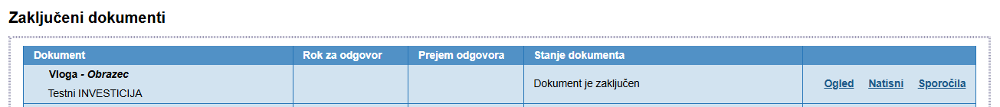 Zaključeni dokumenti
Dokument Rok za odgovor Prejem odgovora Stanje dokumenta
Vloga - Obrazec
Testni INVESTICIJA
Dokument je zaključen
Ogled Natisni Sporočila